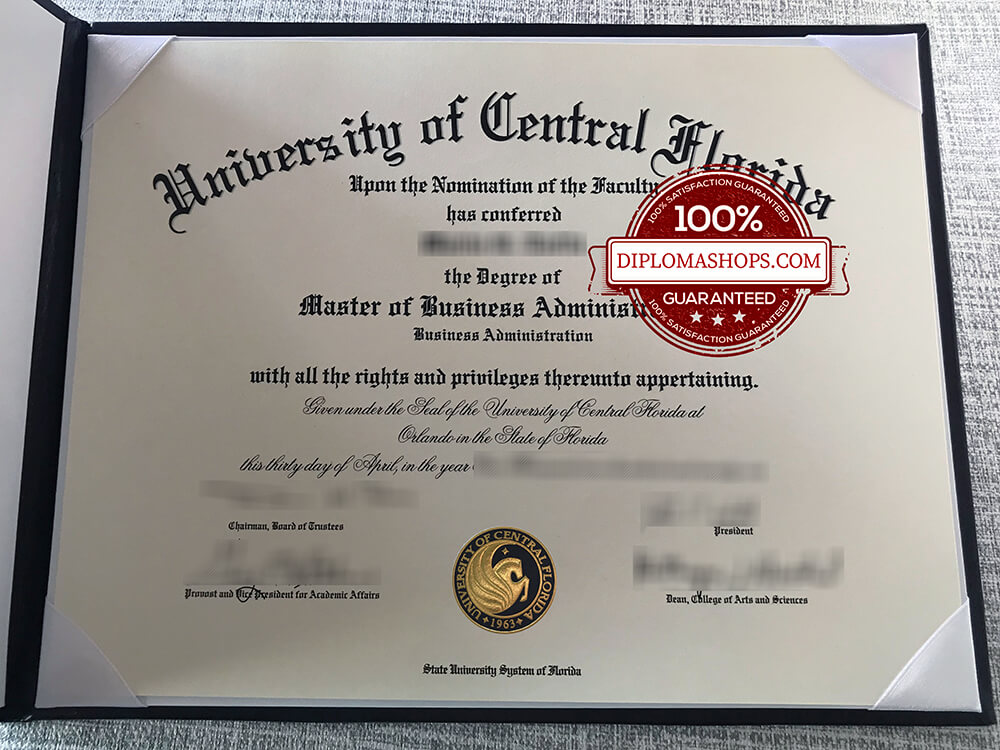 University of Central Florida
Upon the Nomination of the Faculty
has conferred
the Degree of
Master of Business
Business Administration
with all the rights and privileges thereunto appertaining.
Given under the Seal of the University of Central Florida at
Orlando in the State of Florida
this thirty day of April, in the year
Chairman, Board of Trustees
President
Provost and Vice President for Academic Affairs
Dean, College of Arts and Sciences
UNIVERSITY OF CENTRAL FLORIDA
1963
State University System of Florida
100% SATISFACTION GUARANTEED
100%
DIPLOMASHOPS.COM
GUARANTEED
100% SATISFACTION GUARANTEED